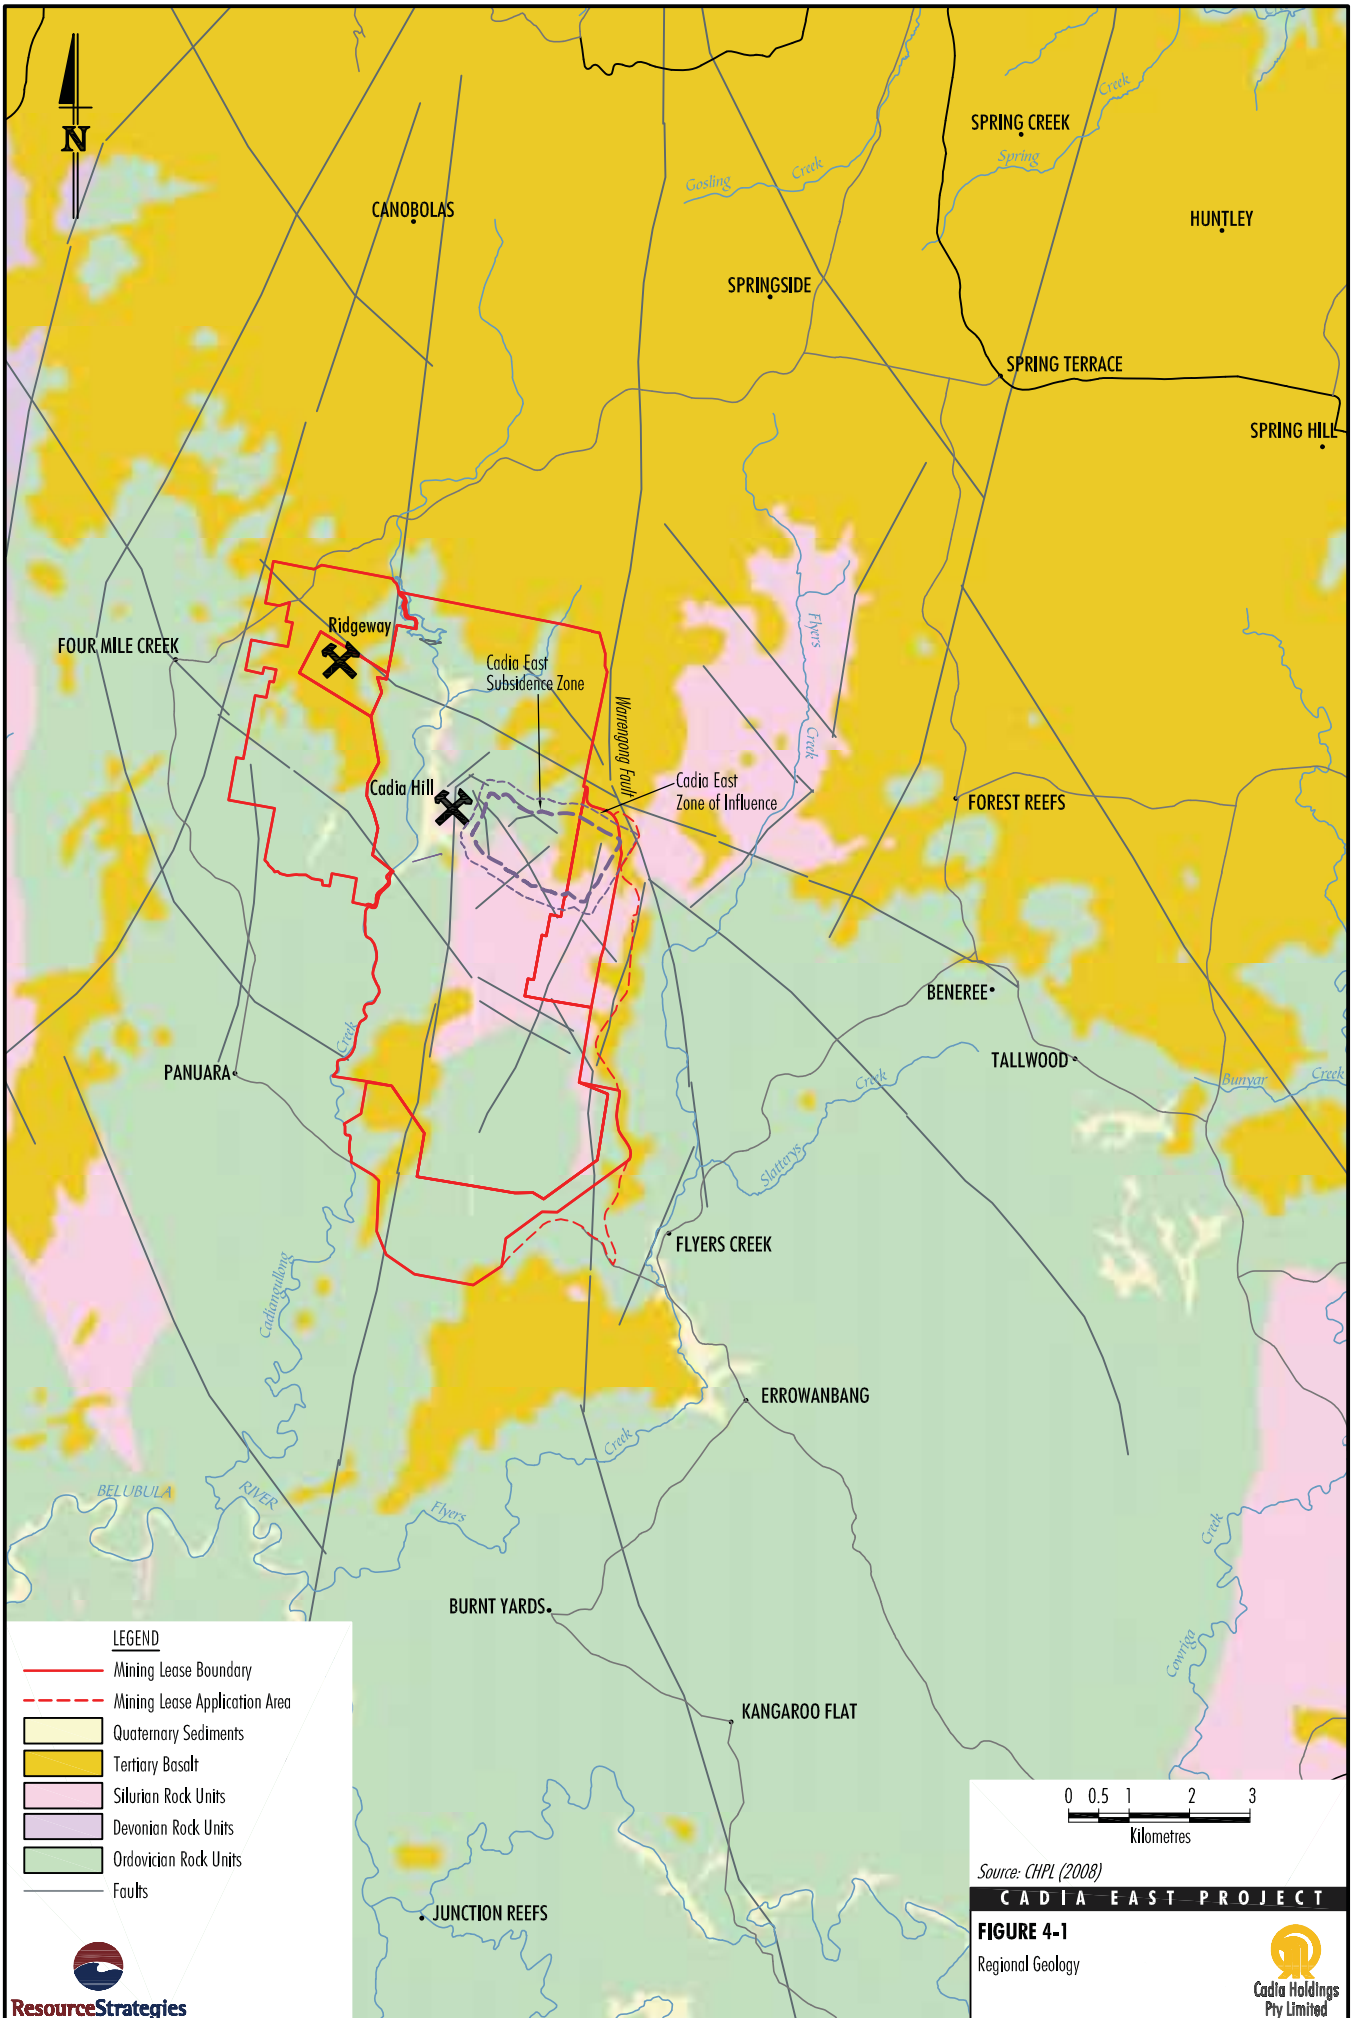 N
Creek
SPRING CREEK
Spring
Gosling
Creek
CANOBOLAS
HUNTLEY
SPRINGSIDE
SPRING TERRACE
SPRING HILL
Flyers
Creek
Ridgeway
FOUR MILE CREEK
Cadia East
Subsidence Zone
Warrengong Fault
Cadia East
Zone of Influence
Cadia Hill
FOREST REEFS
BENEREE
Creek
TALLWOOD
PANUARA
Creek
Bunyar
Creek
Slatterys
FLYERS CREEK
Cadiangullong
ERROWANBANG
Creek
BELUBULA
RIVER
Flyers
Creek
BURNT YARDS
Cowriga
KANGAROO FLAT
JUNCTION REEFS
LEGEND
Mining Lease Boundary
Mining Lease Application Area
Quaternary Sediments
Tertiary Basalt
Silurian Rock Units
Devonian Rock Units
Ordovician Rock Units
Faults
ResourceStrategies
0 0.5 1 2 3
Kilometres
Source: CHPL (2008)
CADIA EAST PROJECT
FIGURE 4-1
Regional Geology
Cadia Holdings
Pty Limited